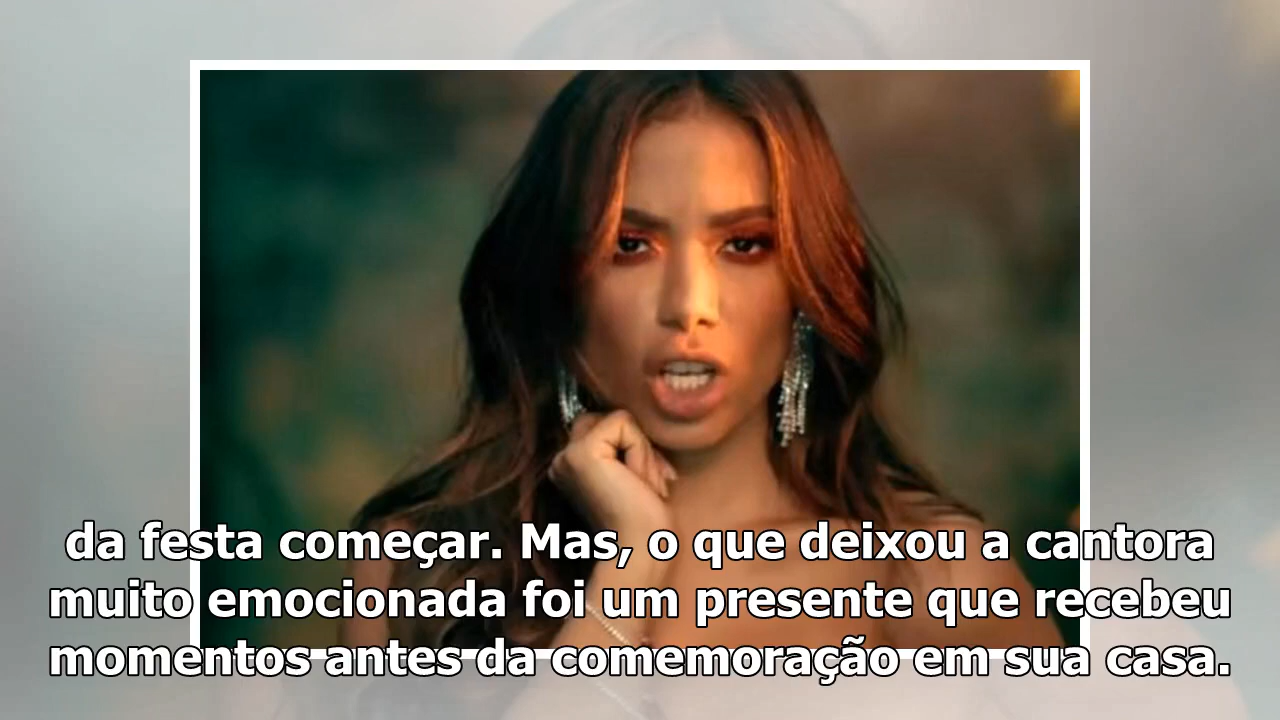 da festa começar. Mas, o que deixou a cantora
muito emocionada foi um presente que recebeu
momentos antes da comemoração em sua casa.